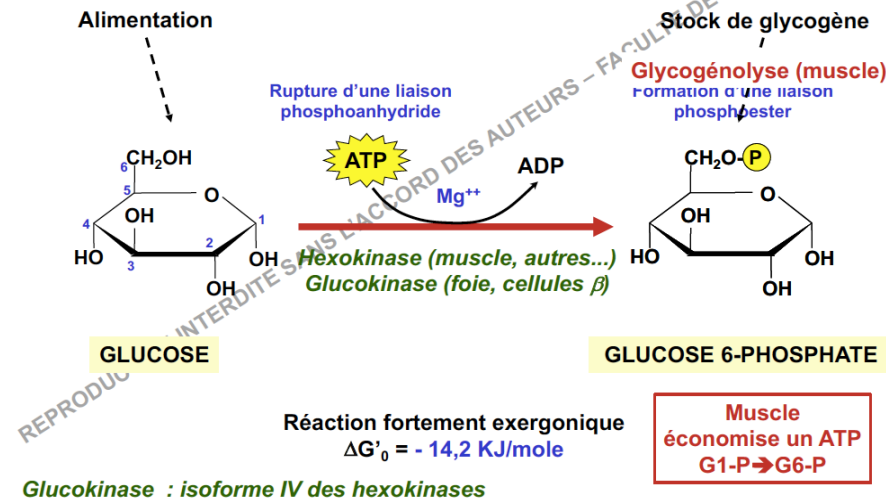 Alimentation
Stock de glycogène
Glycogénolyse (muscle)
Rupture d'une liaison
phosphoanhydride
Formation d'une liaison
phosphoester
ATP
ADP
Mg++
6
CH2OH
5
O
OH
4
1
HO
3
2
OH
OH
CH2O-P
O
OH
HO
OH
OH
Hexokinase (muscle, autres...)
Glucokinase (foie, cellules β)
GLUCOSE
GLUCOSE 6-PHOSPHATE
Réaction fortement exergonique
ΔG'0 = - 14,2 KJ/mole
Muscle
économise un ATP
G1-P➔G6-P
Glucokinase : isoforme IV des hexokinases
INTERDITE SANS L'ACCORD DES AUTEURS – FACULTÉ DE